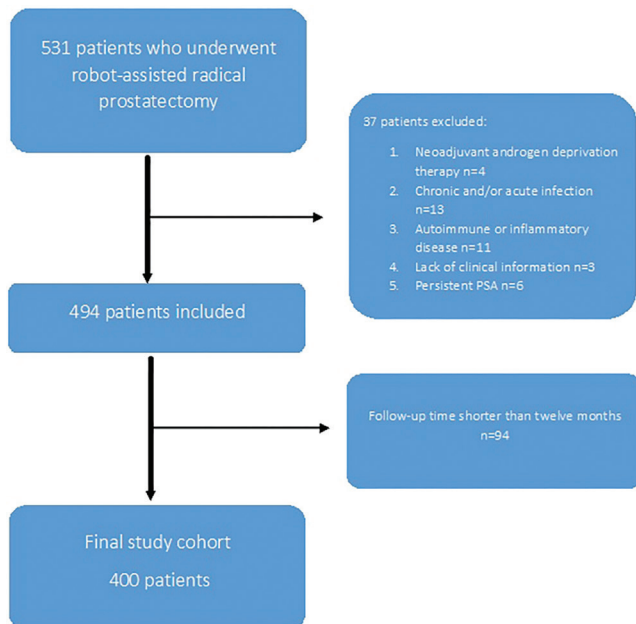 531 patients who underwent
robot-assisted radical
prostatectomy
37 patients excluded:
1. Neoadjuvant androgen deprivation
therapy n=4
2. Chronic and/or acute infection
n=13
3. Autoimmune or inflammatory
disease n=11
4. Lack of clinical information n=3
5. Persistent PSA n=6
494 patients included
Follow-up time shorter than twelve months
n=94
Final study cohort
400 patients